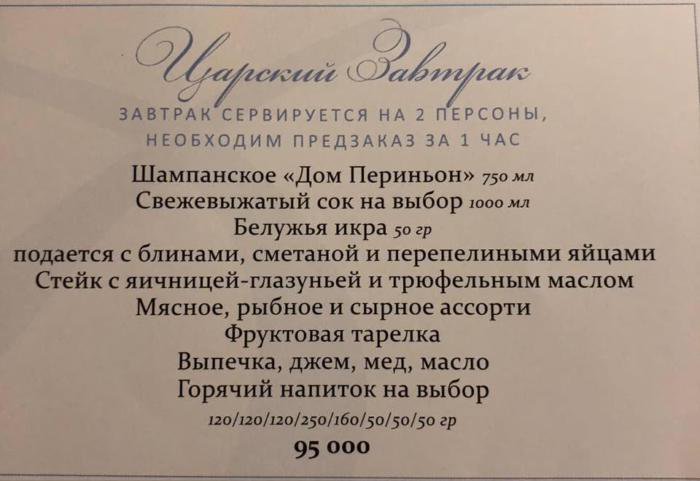 Царский Завтрак
ЗАВТРАК СЕРВИРУЕТСЯ НА 2 ПЕРСОНЫ,
НЕОБХОДИМ ПРЕДЗАКАЗ ЗА 1 ЧАС
Шампанское «Дом Периньон» 750 мл
Свежевыжатый сок на выбор 1000 мл
Белужья икра 50 гр
подается с блинами, сметаной и перепелиными яйцами
Стейк с яичницей-глазуньей и трюфельным маслом
Мясное, рыбное и сырное ассорти
Фруктовая тарелка
Выпечка, джем, мед, масло
Горячий напиток на выбор
120/120/120/250/160/50/50/50 гр
95 000